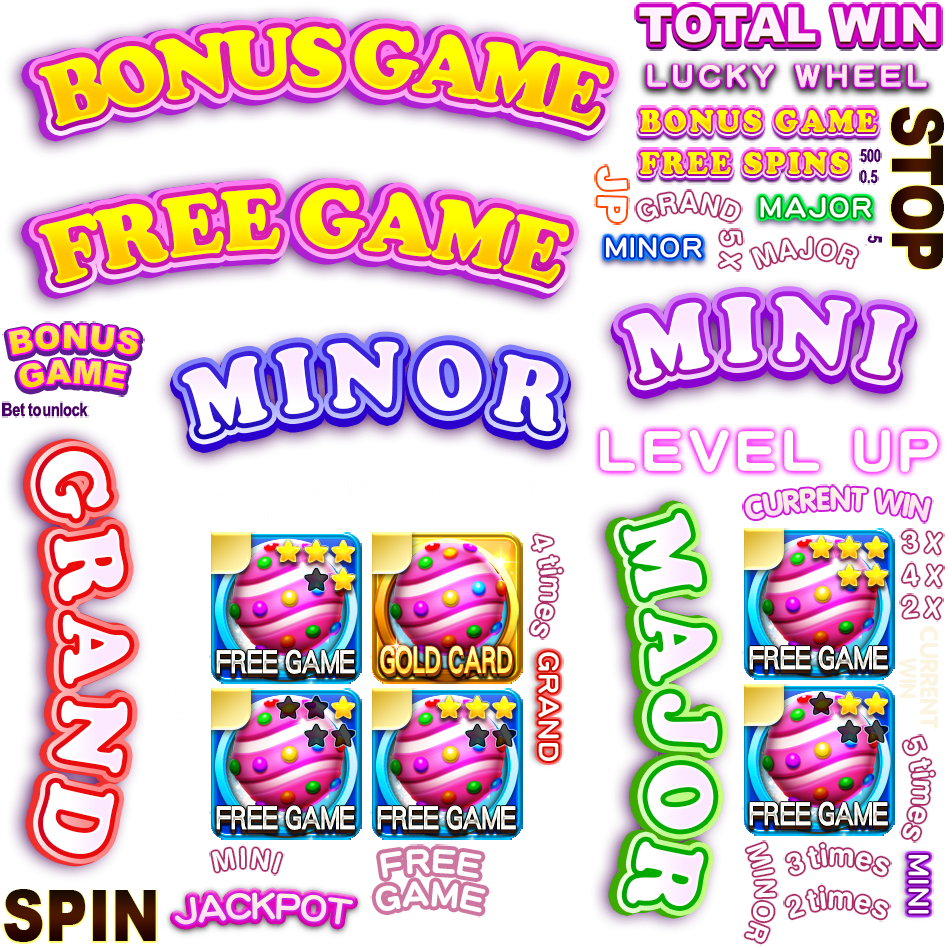 BONUS GAME
TOTAL WIN
LUCKY WHEEL
BONUS GAME
FREE SPINS
500
0.5
STOP
JP
GRAND
MAJOR
MINOR
5X
MAJOR
5
FREE GAME
BONUS
GAME
Bet to unlock
MINOR
MINI
LEVEL UP
CURRENT WIN
GRAND
FREE GAME
GOLD CARD
4 times
GRAND
MAJOR
FREE GAME
3X
4X
2X
CURRENT
WIN
FREE GAME
FREE GAME
FREE GAME
5 times
MINI
MINI
FREE
GAME
MINOR
3 times
2 times
SPIN
JACKPOT